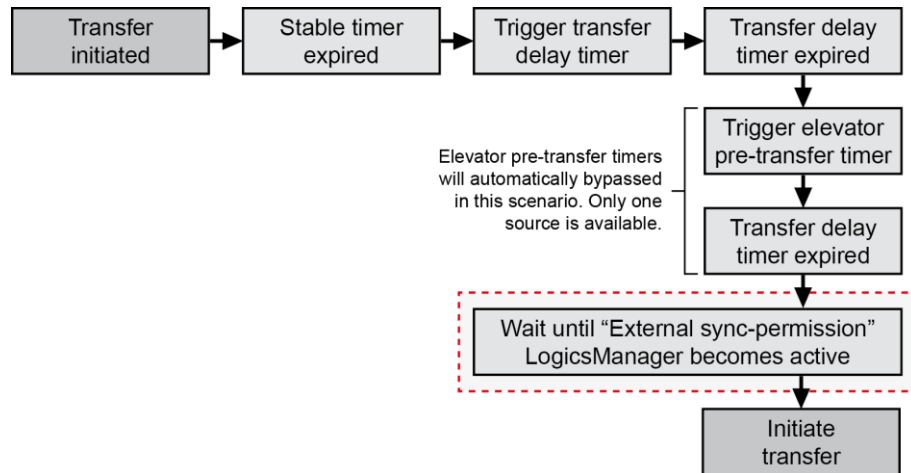 Transfer
initiated
Stable timer
expired
Trigger transfer
delay timer
Transfer delay
timer expired
Trigger elevator
pre-transfer timer
Elevator pre-transfer timers
will automatically bypassed
in this scenario. Only one
source is available.
Transfer delay
timer expired
Wait until “External sync-permission”
LogicsManager becomes active
Initiate
transfer